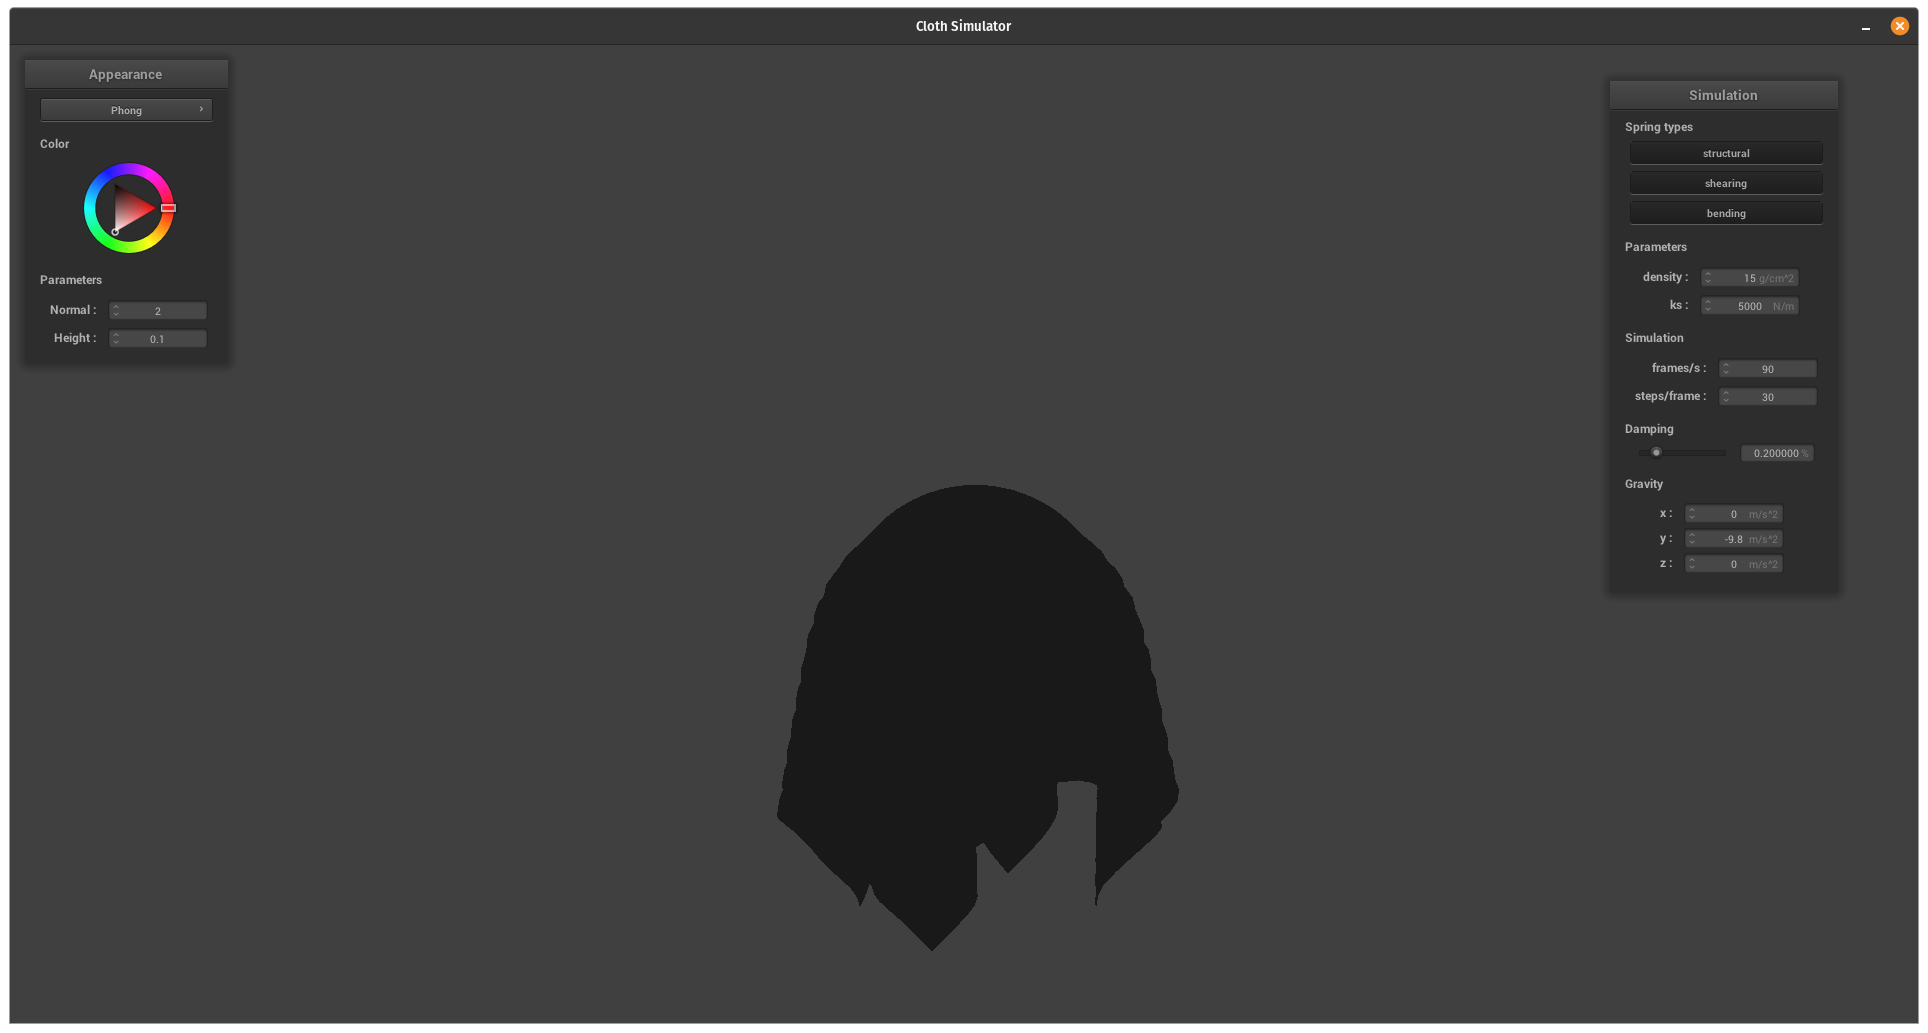 Cloth Simulator
Appearance
Phong
Color
Parameters
Normal : 2
Height : 0.1
Simulation
Spring types
structural
shearing
bending
Parameters
density : 15 g/cm^2
ks : 5000 N/m
Simulation
frames/s : 90
steps/frame : 30
Damping
0.200000 %
Gravity
x : 0 m/s^2
y : -9.8 m/s^2
z : 0 m/s^2